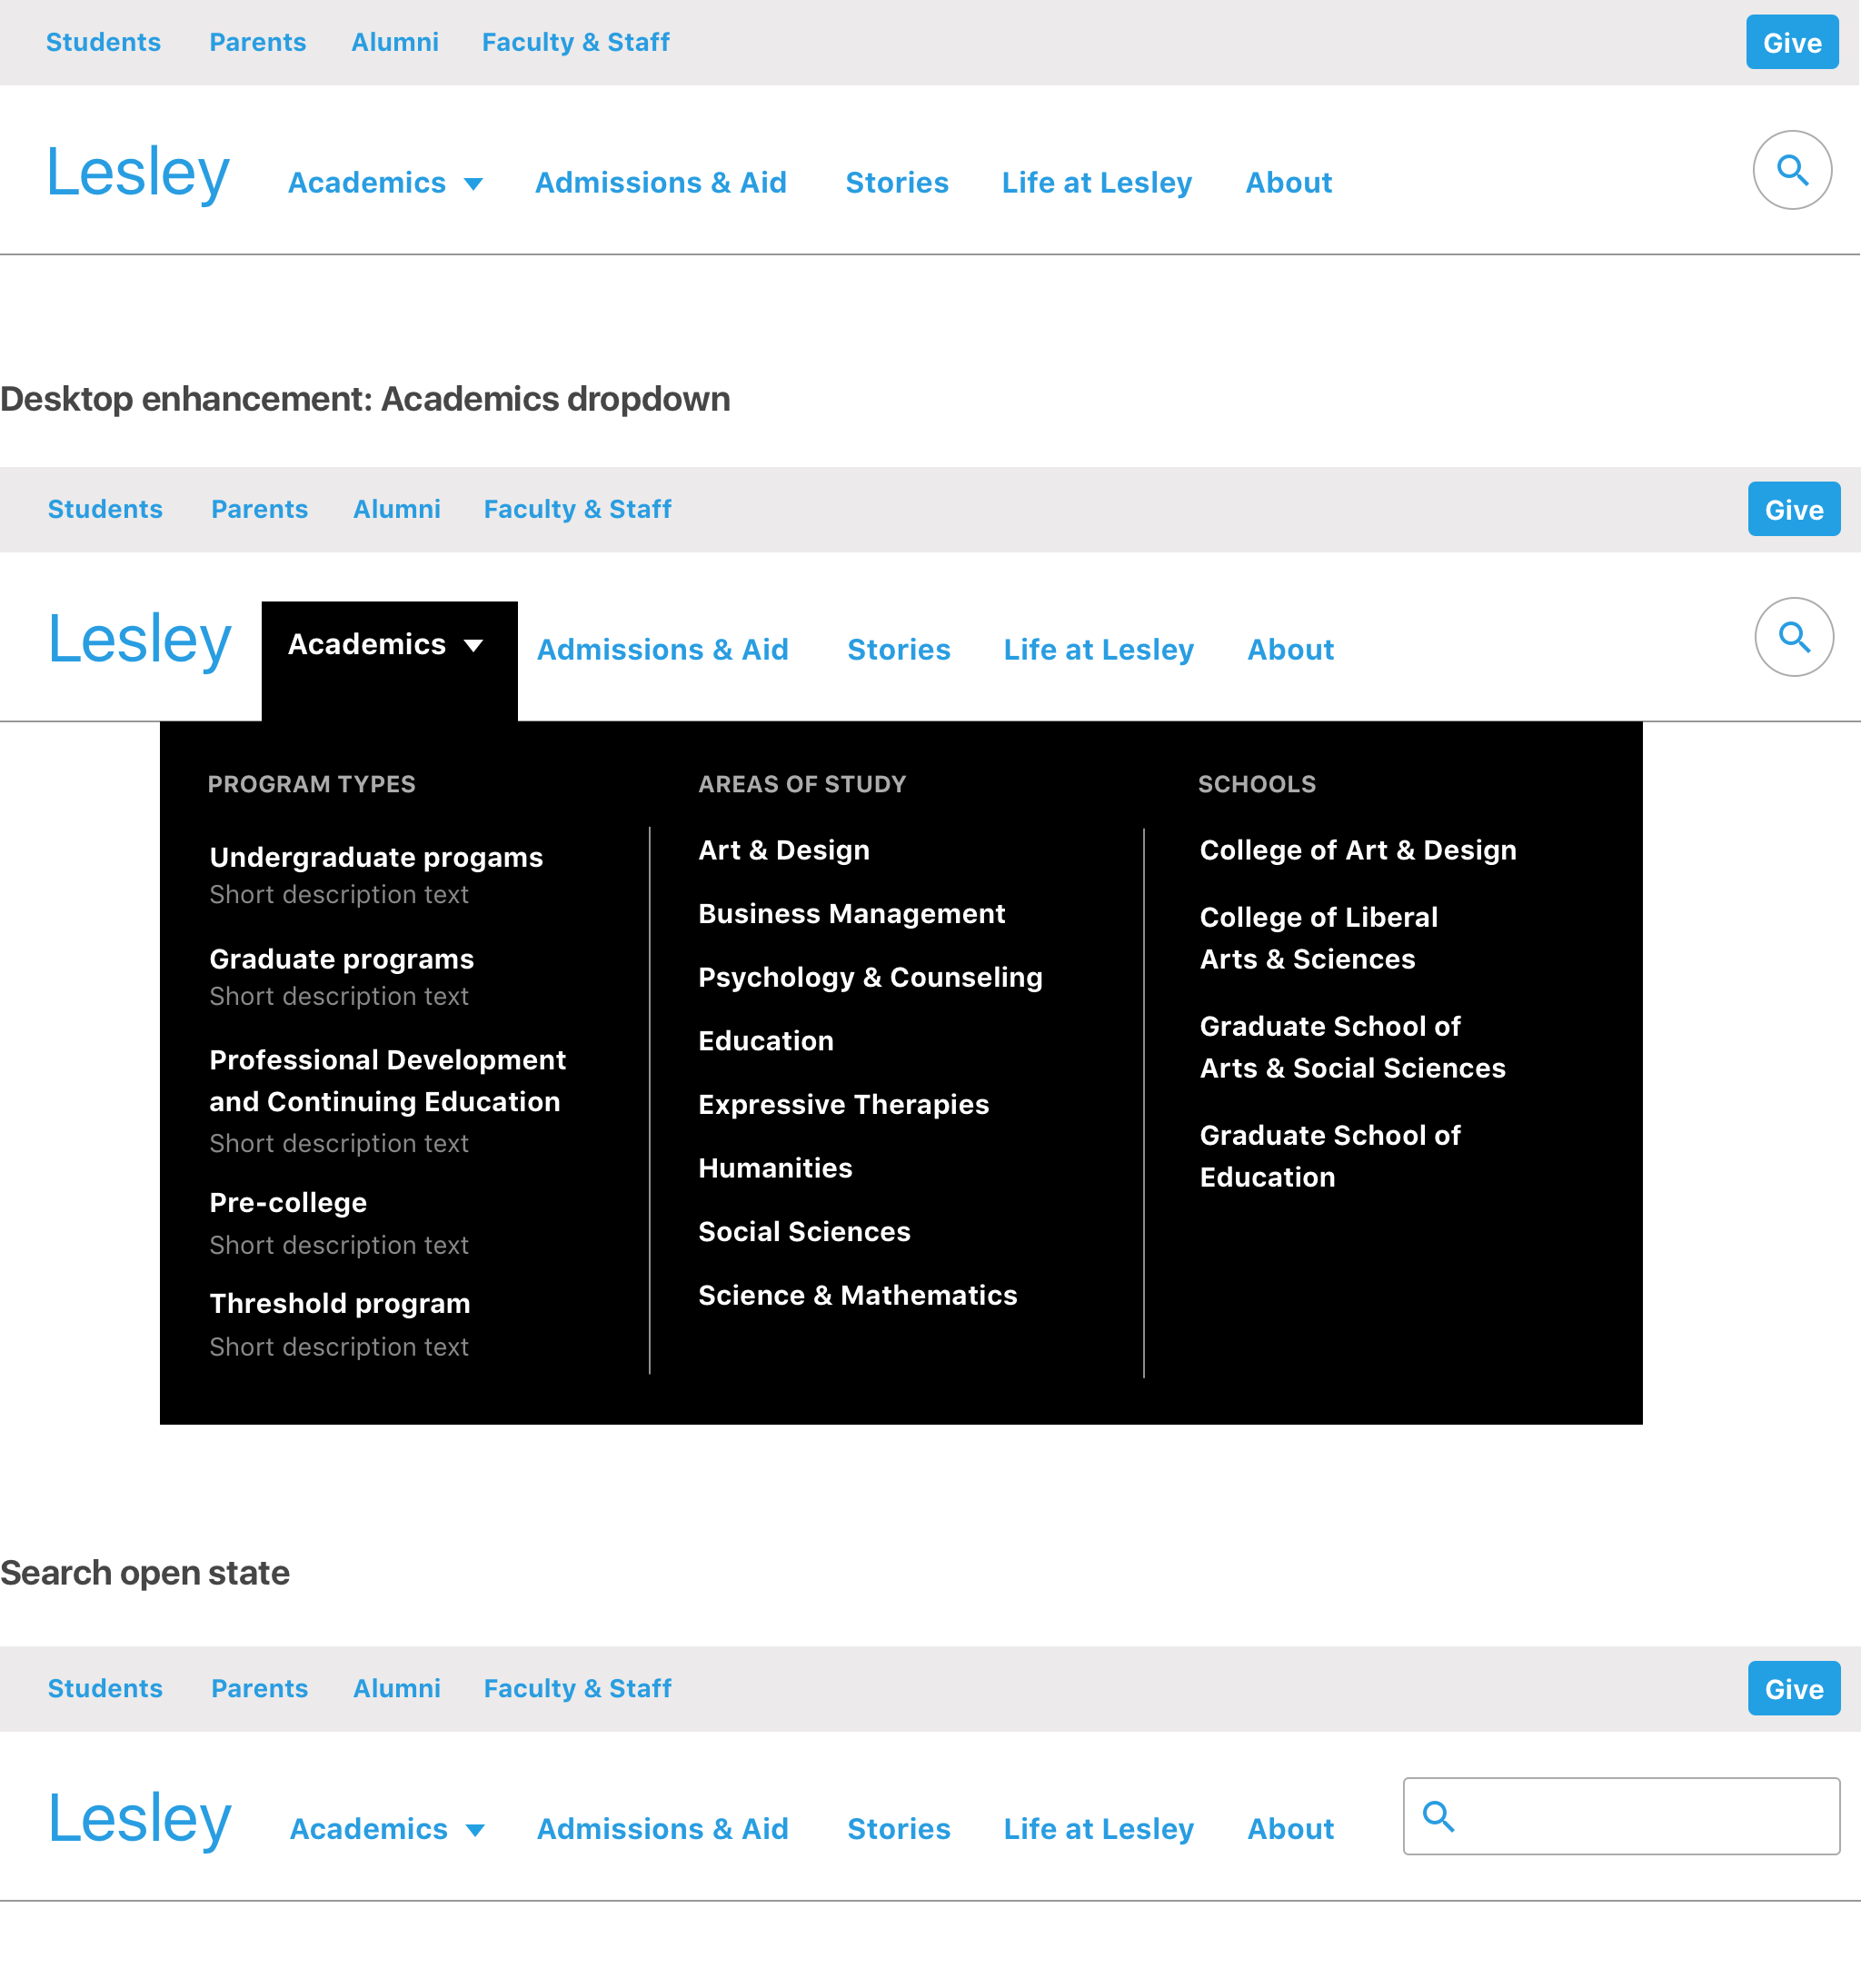 Students Parents Alumni Faculty & Staff Give
Lesley Academics Admissions & Aid Stories Life at Lesley About
Desktop enhancement: Academics dropdown
Students Parents Alumni Faculty & Staff Give
Lesley Academics Admissions & Aid Stories Life at Lesley About
PROGRAM TYPES
Undergraduate progams
Short description text
Graduate programs
Short description text
Professional Development
and Continuing Education
Short description text
Pre-college
Short description text
Threshold program
Short description text
AREAS OF STUDY
Art & Design
Business Management
Psychology & Counseling
Education
Expressive Therapies
Humanities
Social Sciences
Science & Mathematics
SCHOOLS
College of Art & Design
College of Liberal
Arts & Sciences
Graduate School of
Arts & Social Sciences
Graduate School of
Education
Search open state
Students Parents Alumni Faculty & Staff Give
Lesley Academics Admissions & Aid Stories Life at Lesley About